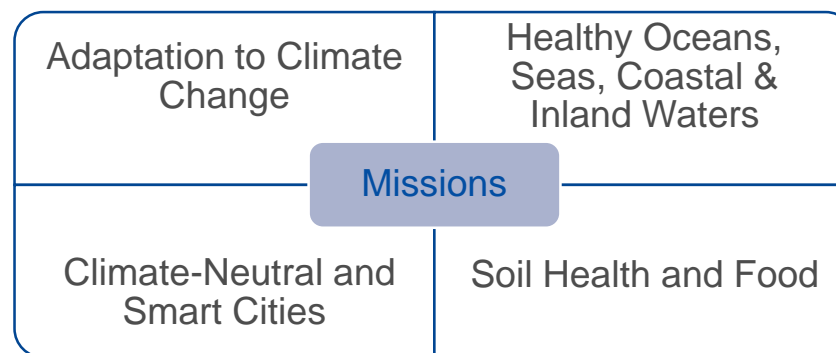 Adaptation to Climate
Change
Healthy Oceans,
Seas, Coastal &
Inland Waters
Missions
Climate-Neutral and
Smart Cities
Soil Health and Food